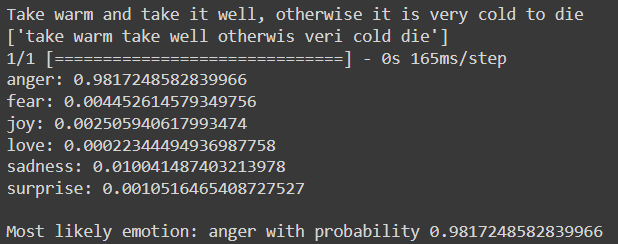 Take warm and take it well, otherwise it is very cold to die
['take warm take well otherwis veri cold die']
1/1 [==============================] - 0s 165ms/step
anger: 0.9817248582839966
fear: 0.004452614579349756
joy: 0.002505940617993474
love: 0.00022344494936987758
sadness: 0.010041487403213978
surprise: 0.0010516465408727527

Most likely emotion: anger with probability 0.9817248582839966